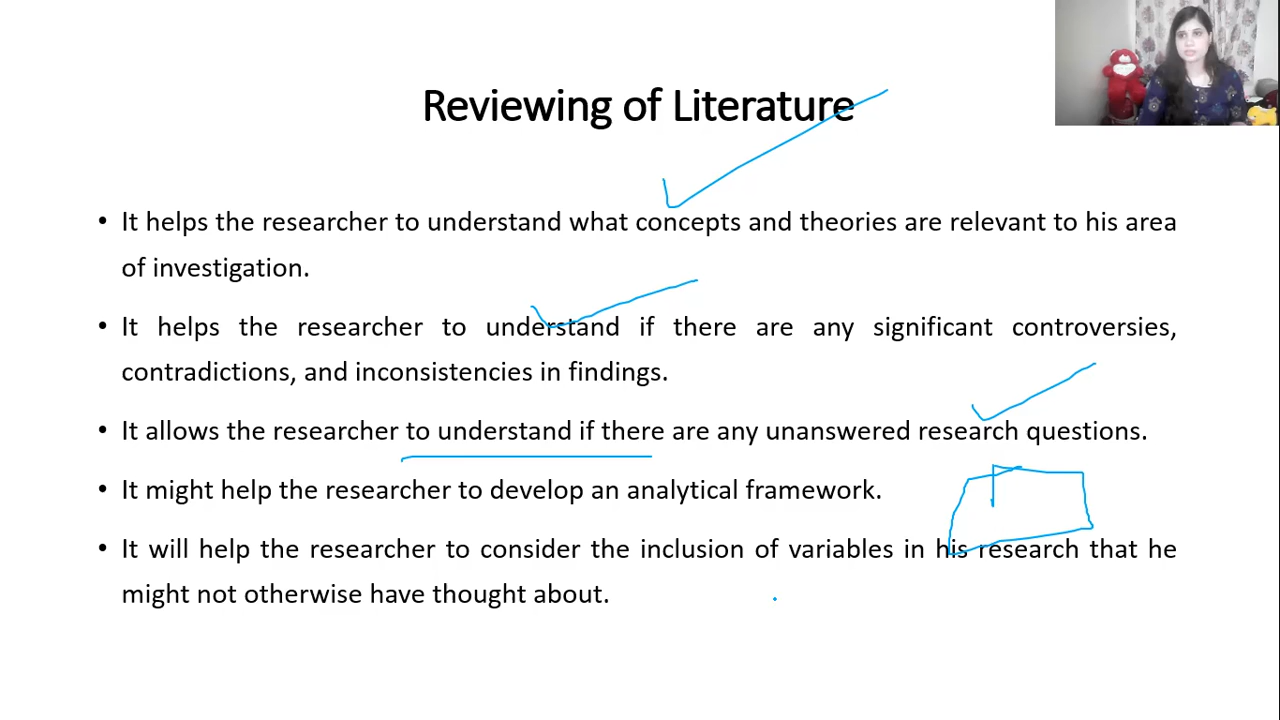 Reviewing of Literature
• It helps the researcher to understand what concepts and theories are relevant to his area
of investigation.
• It helps the researcher to understand if there are any significant controversies,
contradictions, and inconsistencies in findings.
• It allows the researcher to understand if there are any unanswered research questions.
• It might help the researcher to develop an analytical framework.
• It will help the researcher to consider the inclusion of variables in his research that he
might not otherwise have thought about.